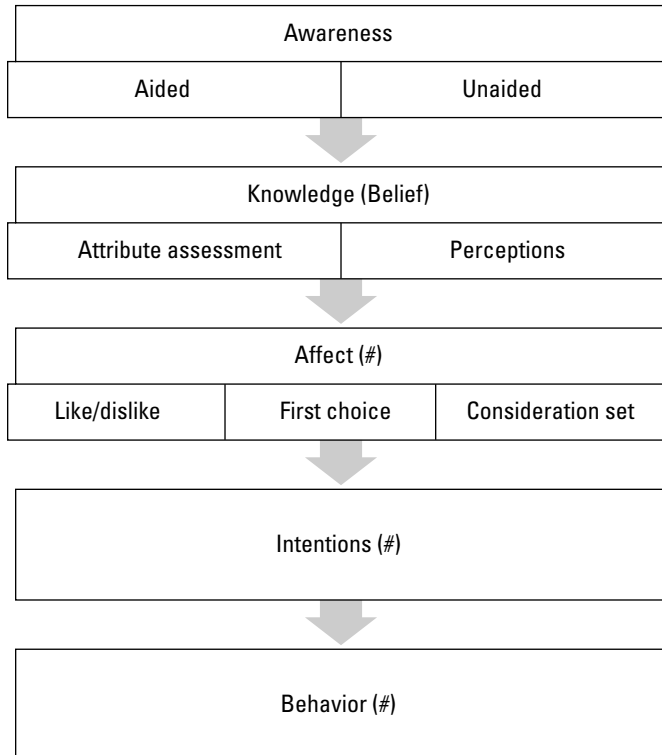 Awareness
Aided Unaided
Knowledge (Belief)
Attribute assessment Perceptions
Affect (#)
Like/dislike First choice Consideration set
Intentions (#)
Behavior (#)